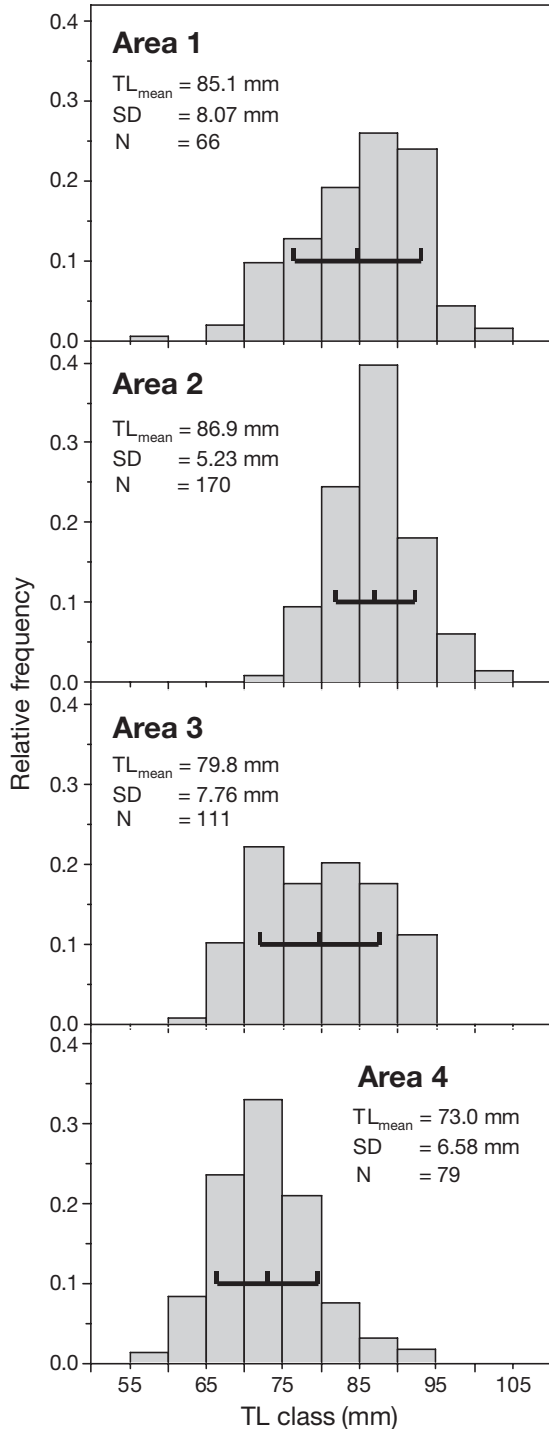 0.4
0.3
0.2
0.1
0.0
Area 1
TLmean = 85.1 mm
SD = 8.07 mm
N = 66
0.4
0.3
0.2
0.1
0.0
Area 2
TLmean = 86.9 mm
SD = 5.23 mm
N = 170
Relative frequency
0.4
0.3
0.2
0.1
0.0
Area 3
TLmean = 79.8 mm
SD = 7.76 mm
N = 111
0.4
0.3
0.2
0.1
0.0
Area 4
TLmean = 73.0 mm
SD = 6.58 mm
N = 79
55 65 75 85 95 105
TL class (mm)